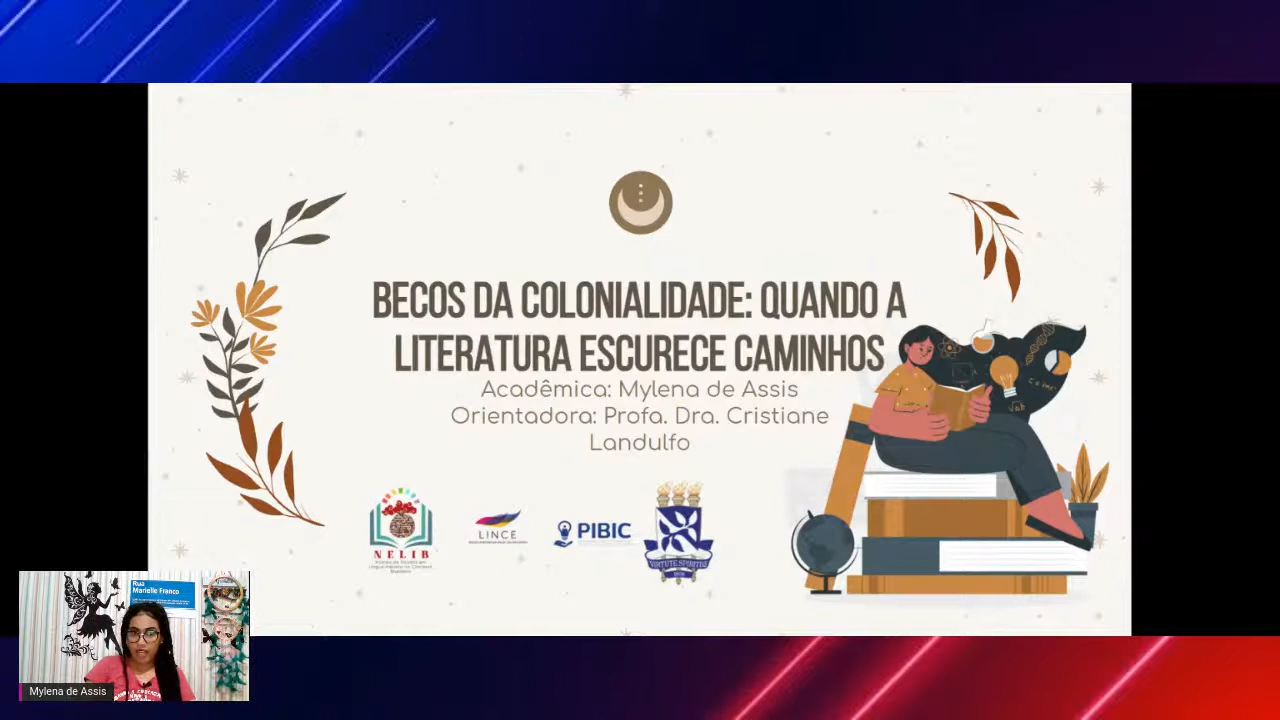 BECOS DA COLONIALIDADE: QUANDO A
LITERATURA ESCURECE CAMINHOS
Acadêmica: Mylena de Assis
Orientadora: Profa. Dra. Cristiane
Landulfo
NELIB
LINCE
PIBIC
VIRTUTE SPIRITUS
Rua
Marielle Franco
Mylena de Assis